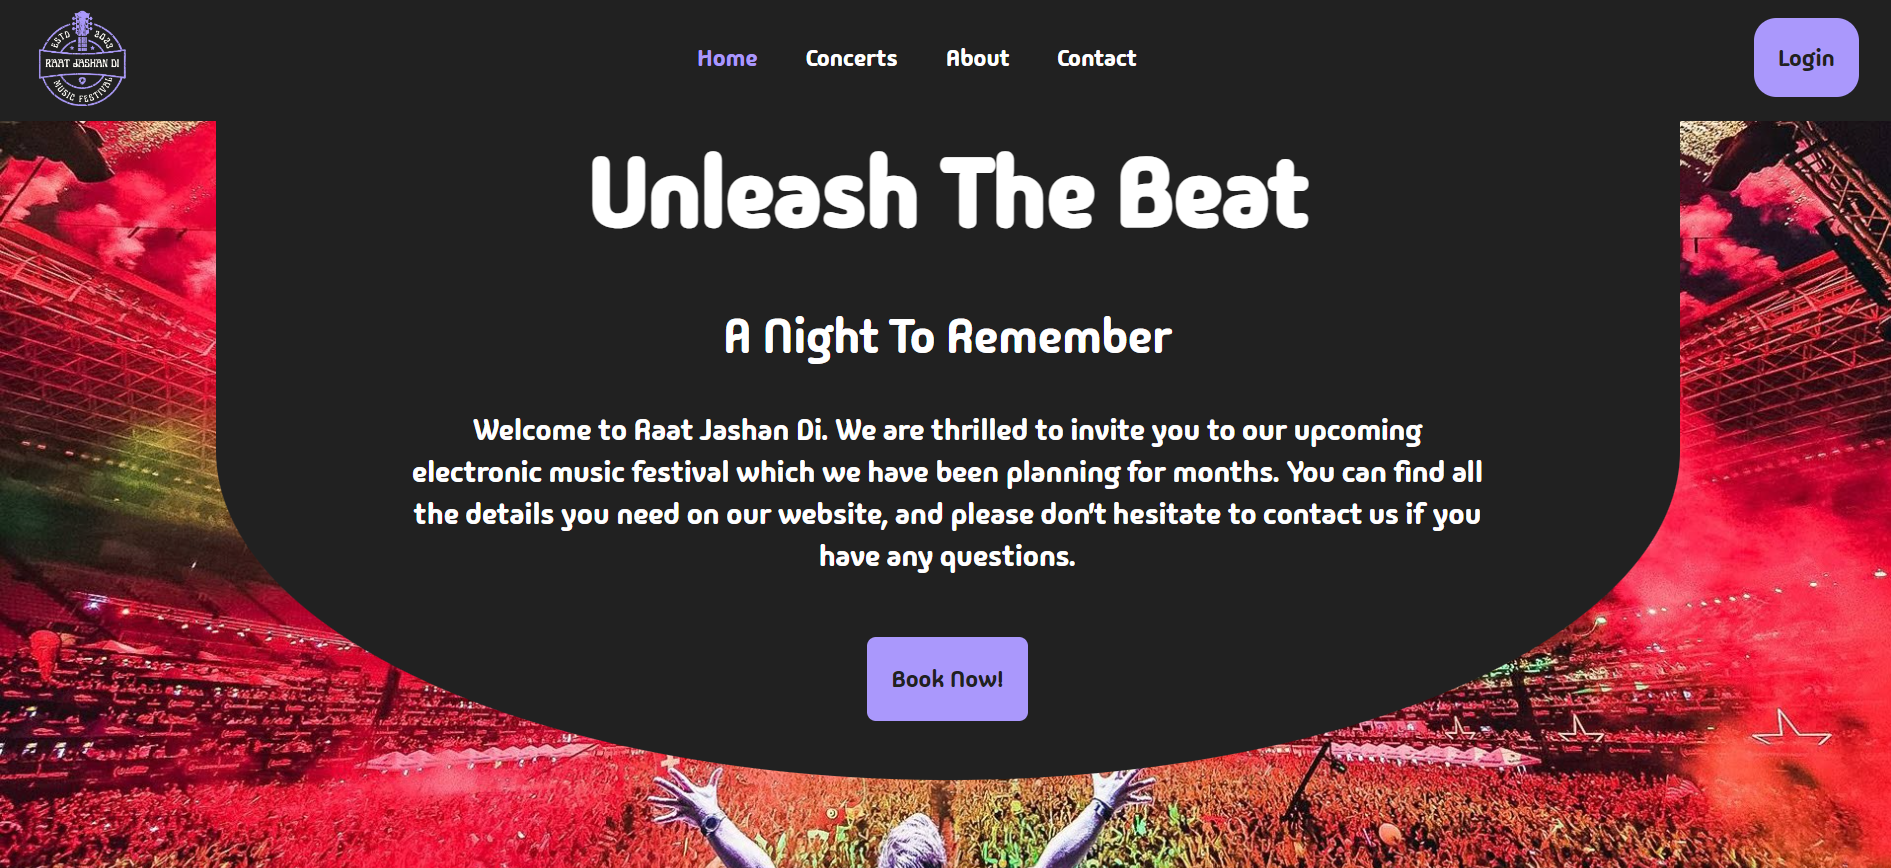 ESTD 2023
RAAT JASHAN DI
MUSIC FESTIVAL
Home
Concerts
About
Contact
Login
Unleash The Beat
A Night To Remember
Welcome to Raat Jashan Di. We are thrilled to invite you to our upcoming
electronic music festival which we have been planning for months. You can find all
the details you need on our website, and please don't hesitate to contact us if you
have any questions.
Book Now!